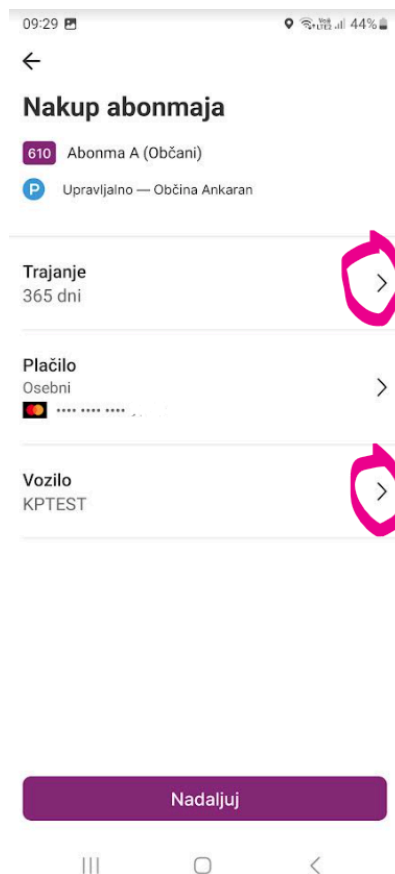 09:29 44%
Nakup abonmaja
610 Abonma A (Občani)
P Upravljalno — Občina Ankaran
Trajanje
365 dni
Plačilo
Osebni
•••• •••• ••••
Vozilo
KPTEST
Nadaljuj